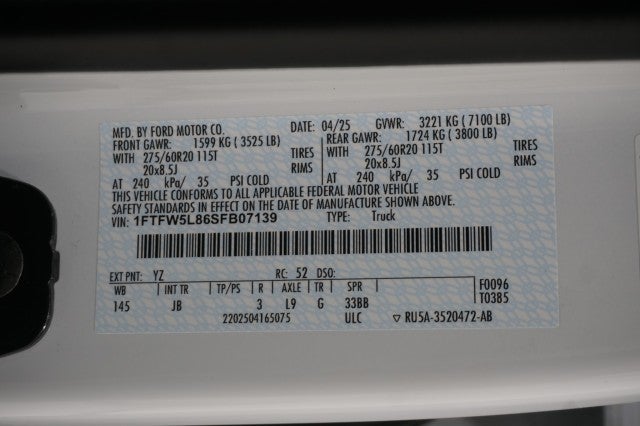 MFD. BY FORD MOTOR CO. DATE: 04/25 GVWR: 3221 KG ( 7100 LB)
FRONT GAWR: 1599 KG ( 3525 LB) REAR GAWR: 1724 KG ( 3800 LB)
WITH 275/60R20 115T TIRES WITH 275/60R20 115T TIRES
20x8.5J RIMS 20x8.5J RIMS
AT 240 kPa/ 35 PSI COLD AT 240 kPa/ 35 PSI COLD
THIS VEHICLE CONFORMS TO ALL APPLICABLE FEDERAL MOTOR VEHICLE
SAFETY STANDARDS IN EFFECT ON THE DATE OF MANUFACTURE SHOWN ABOVE.
VIN: 1FTFW5L86SFB07139 TYPE: Truck
EXT PNT: YZ RC: 52 DSO: F0096
WB INT TR TP/PS R AXLE TR SPR T0385
145 JB 3 L9 G 33BB
2202504165075 ULC ▽ RU5A-3520472-AB